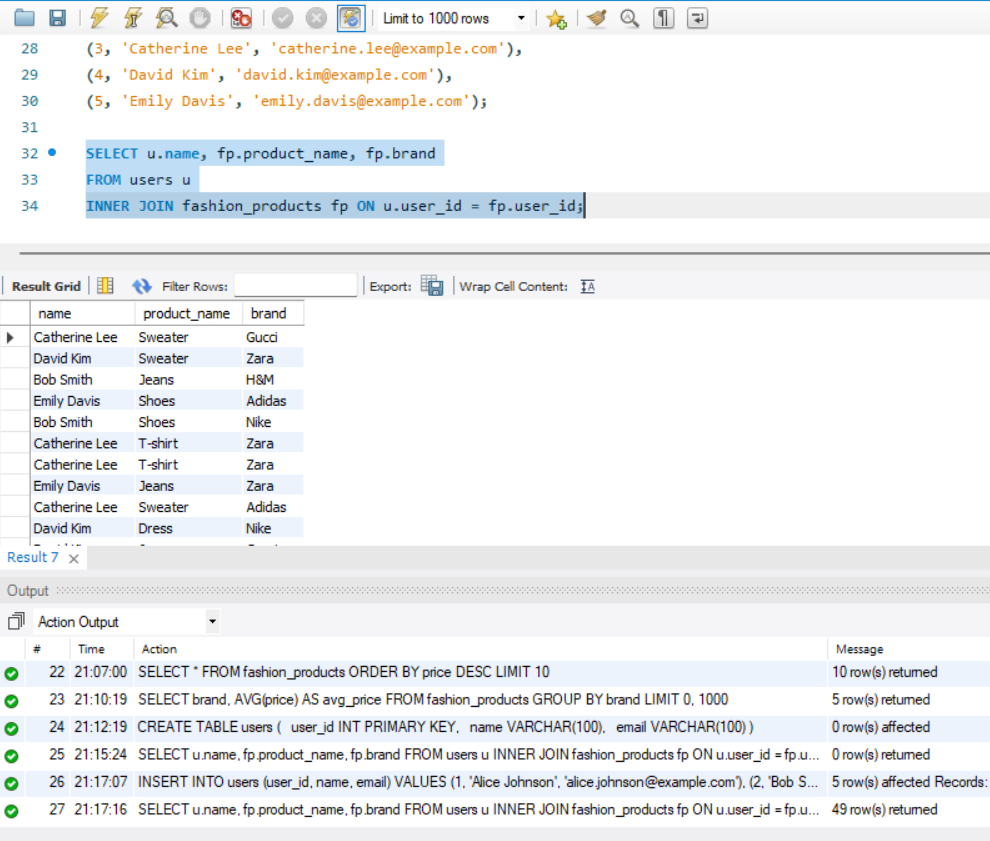 Limit to 1000 rows
28 (3, 'Catherine Lee', 'catherine.lee@example.com'),
29 (4, 'David Kim', 'david.kim@example.com'),
30 (5, 'Emily Davis', 'emily.davis@example.com');
31
32 SELECT u.name, fp.product_name, fp.brand
33 FROM users u
34 INNER JOIN fashion_products fp ON u.user_id = fp.user_id;
Result Grid Filter Rows: Export: Wrap Cell Content: IA
name product_name brand
Catherine Lee Sweater Gucci
David Kim Sweater Zara
Bob Smith Jeans H&M
Emily Davis Shoes Adidas
Bob Smith Shoes Nike
Catherine Lee T-shirt Zara
Catherine Lee T-shirt Zara
Emily Davis Jeans Zara
Catherine Lee Sweater Adidas
David Kim Dress Nike
Result 7
Output
Action Output
# Time Action Message
22 21:07:00 SELECT * FROM fashion_products ORDER BY price DESC LIMIT 10 10 row(s) returned
23 21:10:19 SELECT brand, AVG(price) AS avg_price FROM fashion_products GROUP BY brand LIMIT 0, 1000 5 row(s) returned
24 21:12:19 CREATE TABLE users ( user_id INT PRIMARY KEY, name VARCHAR(100), email VARCHAR(100) ) 0 row(s) affected
25 21:15:24 SELECT u.name, fp.product_name, fp.brand FROM users u INNER JOIN fashion_products fp ON u.user_id = fp.u... 0 row(s) returned
26 21:17:07 INSERT INTO users (user_id, name, email) VALUES (1, 'Alice Johnson', 'alice.johnson@example.com'), (2, 'Bob S... 5 row(s) affected Records:
27 21:17:16 SELECT u.name, fp.product_name, fp.brand FROM users u INNER JOIN fashion_products fp ON u.user_id = fp.u... 49 row(s) returned